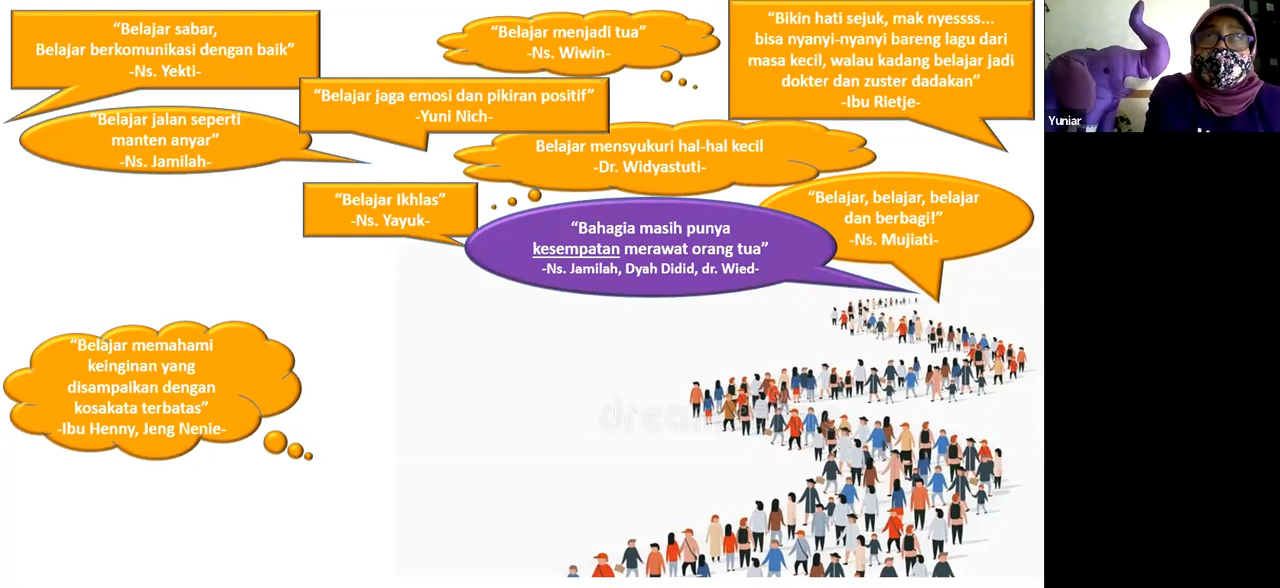 “Belajar sabar,
Belajar berkomunikasi dengan baik”
-Ns. Yekti-
“Belajar menjadi tua”
-Ns. Wiwin-
“Bikin hati sejuk, mak nyessss...
bisa nyanyi-nyanyi bareng lagu dari
masa kecil, walau kadang belajar jadi
dokter dan zuster dadakan”
-Ibu Rietje-
“Belajar jaga emosi dan pikiran positif”
-Yuni Nich-
“Belajar jalan seperti
manten anyar”
-Ns. Jamilah-
Belajar mensyukuri hal-hal kecil
-Dr. Widyastuti-
“Belajar Ikhlas”
-Ns. Yayuk-
“Belajar, belajar, belajar
dan berbagi!”
-Ns. Mujiati-
“Bahagia masih punya
kesempatan merawat orang tua”
-Ns. Jamilah, Dyah Didid, dr. Wied-
“Belajar memahami
keinginan yang
disampaikan dengan
kosakata terbatas”
-Ibu Henny, Jeng Nenie-
Yuniar